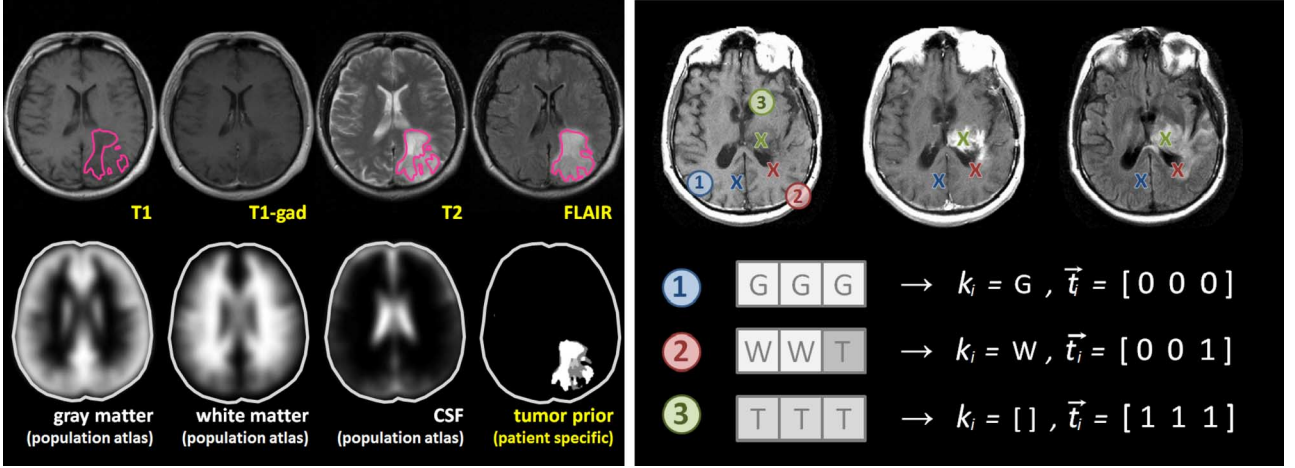 T1 T1-gad T2 FLAIR
gray matter white matter CSF tumor prior
(population atlas) (population atlas) (population atlas) (patient specific)
3
X X X
X X X
1 X X X
2
1 G G G → kᵢ = G , t⃗ᵢ = [ 0 0 0 ]
2 W W T → kᵢ = W , t⃗ᵢ = [ 0 0 1 ]
3 T T T → kᵢ = [ ] , t⃗ᵢ = [ 1 1 1 ]